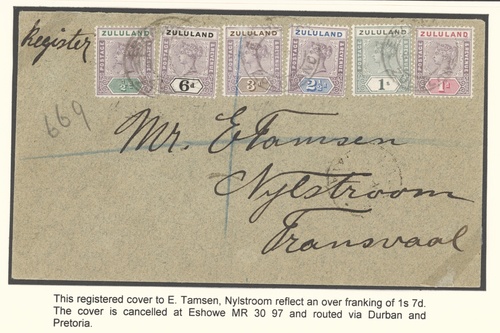 Register
ZULULAND ZULULAND ZULULAND ZULULAND ZULULAND ZULULAND
½d 6d 3d 2½d 1s 1d
669
Mr. E Tamsen
Nylstroom
Transvaal
This registered cover to E. Tamsen, Nylstroom reflect an over franking of 1s 7d.
The cover is cancelled at Eshowe MR 30 97 and routed via Durban and
Pretoria.